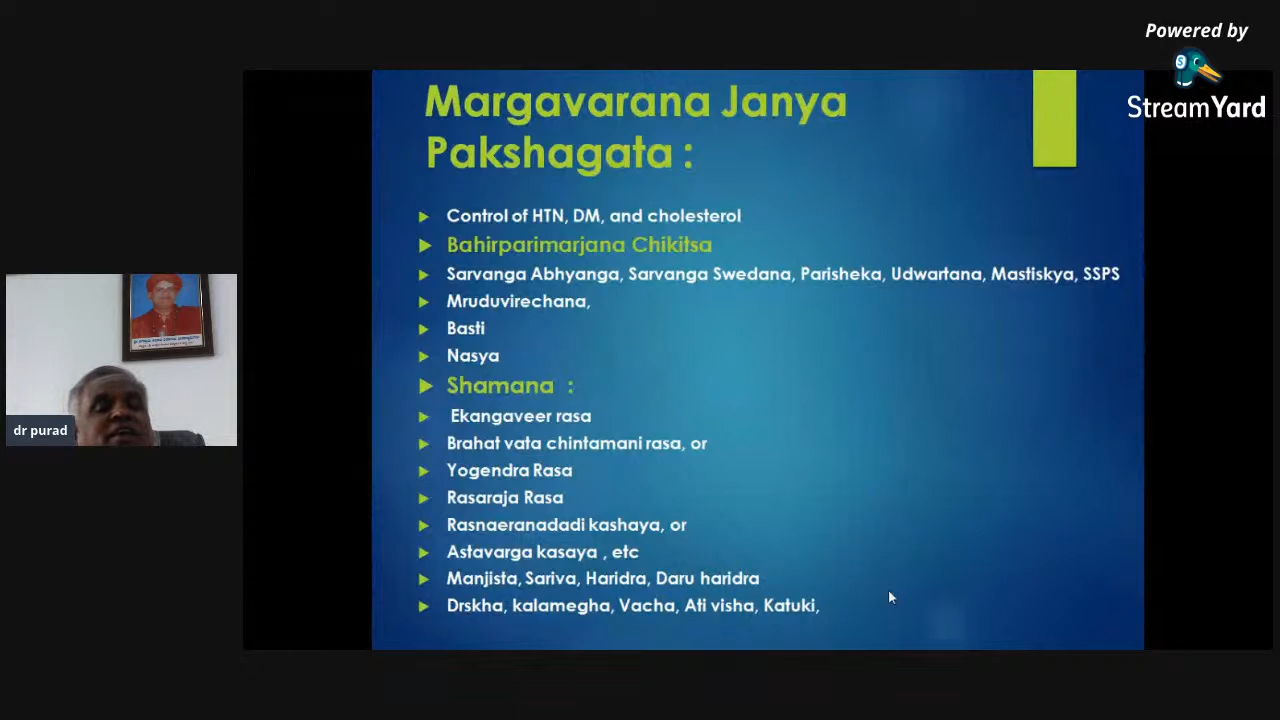 Powered by
StreamYard
Margavarana Janya
Pakshagata :
Control of HTN, DM, and cholesterol
Bahirparimarjana Chikitsa
Sarvanga Abhyanga, Sarvanga Swedana, Parisheka, Udwartana, Mastiskya, SSPS
Mruduvirechana,
Basti
Nasya
Shamana :
Ekangaveer rasa
Brahat vata chintamani rasa, or
Yogendra Rasa
Rasaraja Rasa
Rasnaeranadadi kashaya, or
Astavarga kasaya , etc
Manjista, Sariva, Haridra, Daru haridra
Drskha, kalamegha, Vacha, Ati visha, Katuki,
dr purad